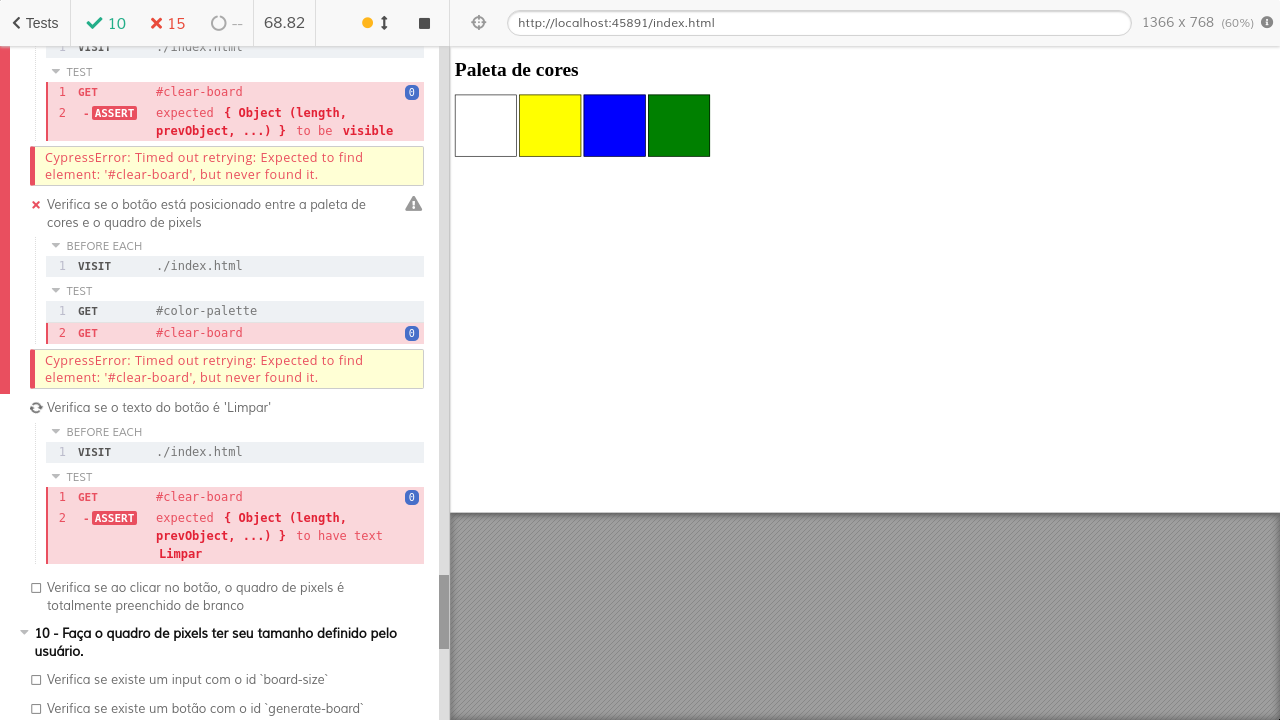 Tests
10
15
--
68.82
http://localhost:45891/index.html
1366 x 768 (60%)
1 VISIT ./index.html
TEST
1 GET #clear-board 0
2 - ASSERT expected { Object (length,
prevObject, ...) } to be visible
CypressError: Timed out retrying: Expected to find
element: '#clear-board', but never found it.
Verifica se o botão está posicionado entre a paleta de
cores e o quadro de pixels
BEFORE EACH
1 VISIT ./index.html
TEST
1 GET #color-palette
2 GET #clear-board 0
CypressError: Timed out retrying: Expected to find
element: '#clear-board', but never found it.
Verifica se o texto do botão é 'Limpar'
BEFORE EACH
1 VISIT ./index.html
TEST
1 GET #clear-board 0
2 - ASSERT expected { Object (length,
prevObject, ...) } to have text
Limpar
Verifica se ao clicar no botão, o quadro de pixels é
totalmente preenchido de branco
10 - Faça o quadro de pixels ter seu tamanho definido pelo
usuário.
Verifica se existe um input com o id `board-size`
Verifica se existe um botão com o id `generate-board`
Paleta de cores